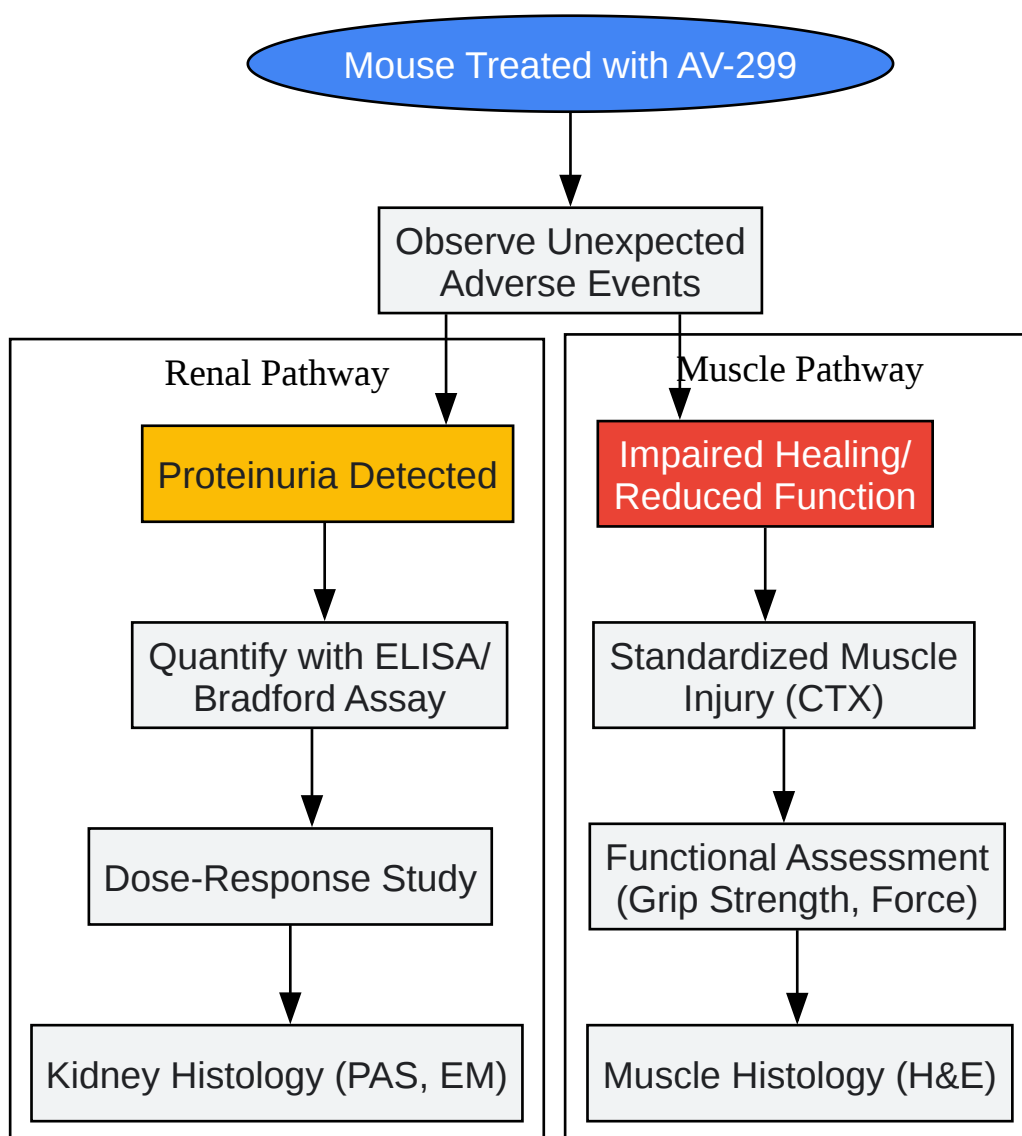 Mouse Treated with AV-299
Observe Unexpected
Adverse Events
Renal Pathway
Proteinuria Detected
Quantify with ELISA/
Bradford Assay
Dose-Response Study
Kidney Histology (PAS, EM)
Muscle Pathway
Impaired Healing/
Reduced Function
Standardized Muscle
Injury (CTX)
Functional Assessment
(Grip Strength, Force)
Muscle Histology (H&E)